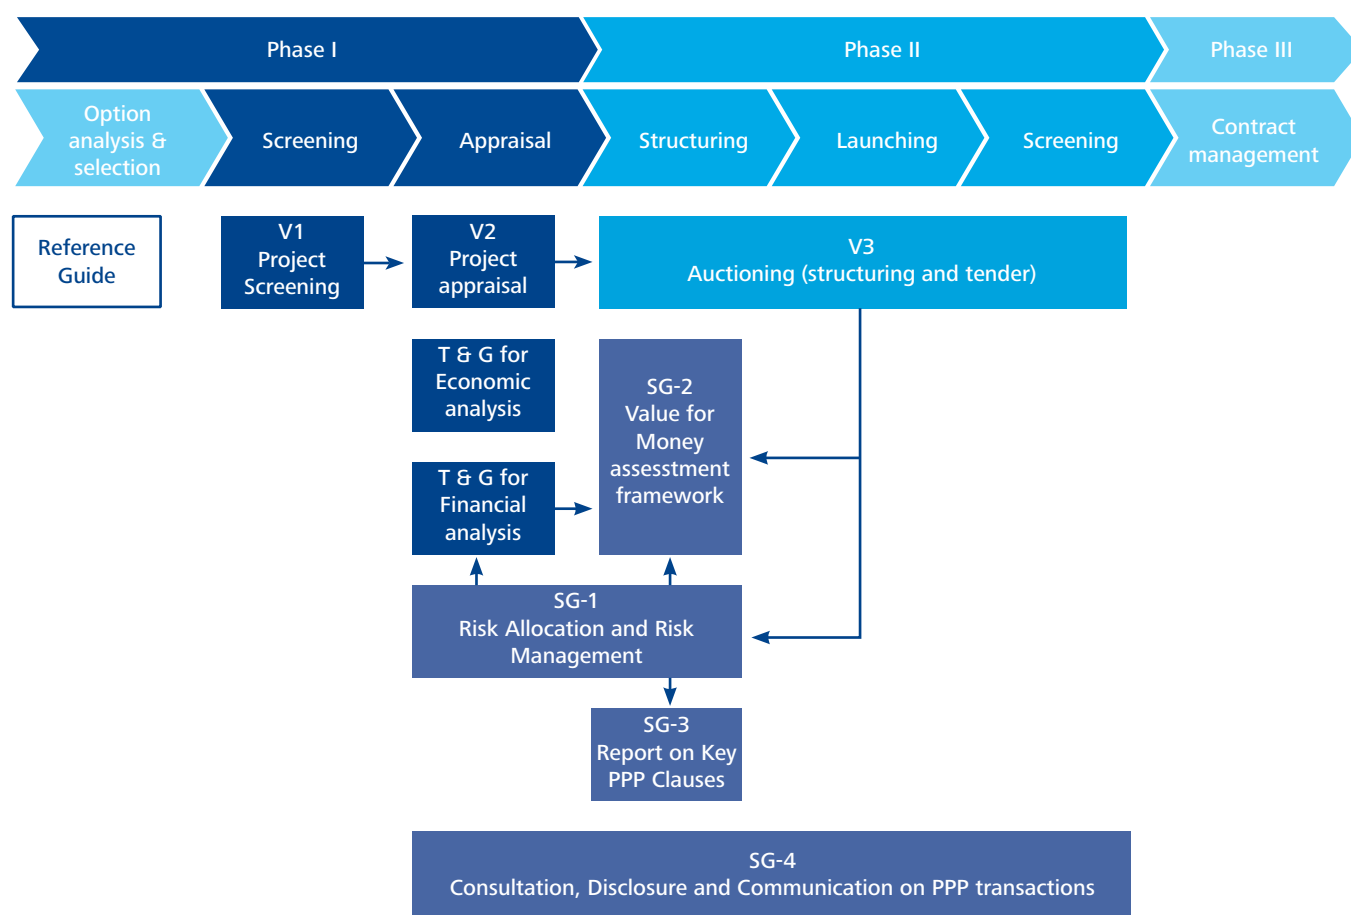 Phase I
Phase II
Phase III
Option
analysis &
selection
Screening
Appraisal
Structuring
Launching
Screening
Contract
management
Reference
Guide
V1
Project
Screening
V2
Project
appraisal
V3
Auctioning (structuring and tender)
T & G for
Economic
analysis
SG-2
Value for
Money
assesstment
framework
T & G for
Financial
analysis
SG-1
Risk Allocation and Risk
Management
SG-3
Report on Key
PPP Clauses
SG-4
Consultation, Disclosure and Communication on PPP transactions